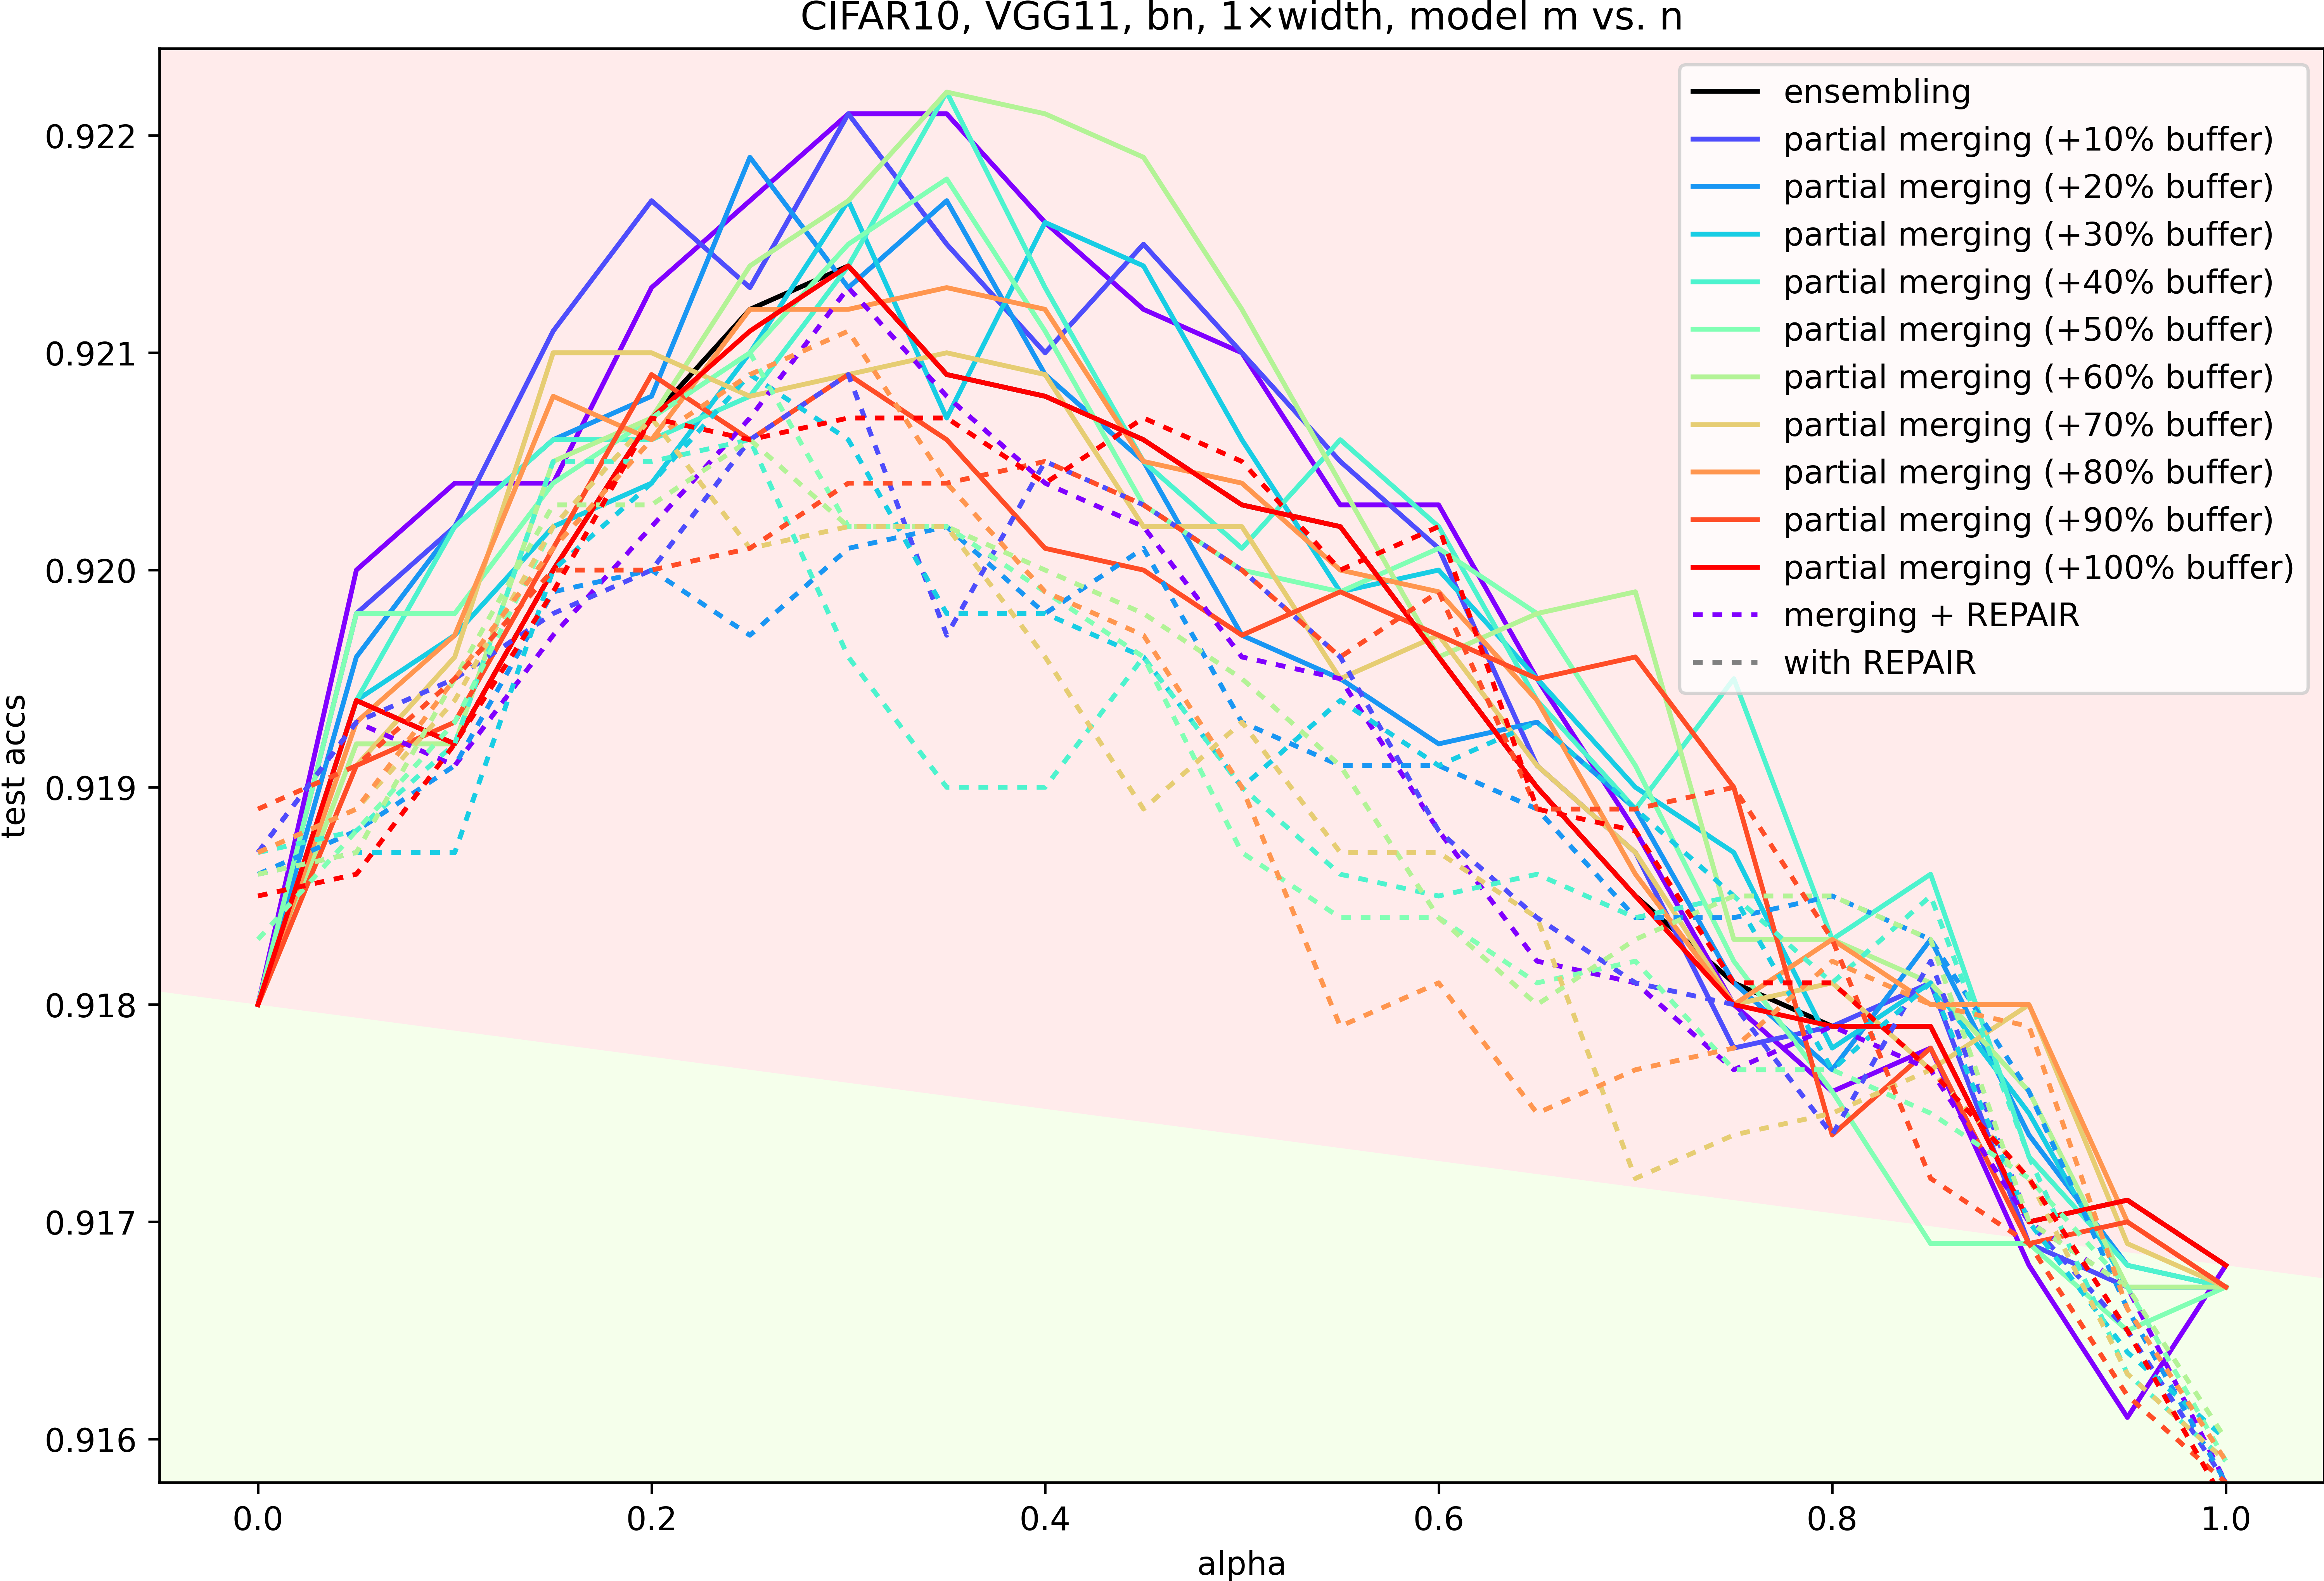 CIFAR10, VGG11, bn, 1×width, model m vs. n
ensembling
partial merging (+10% buffer)
partial merging (+20% buffer)
partial merging (+30% buffer)
partial merging (+40% buffer)
partial merging (+50% buffer)
partial merging (+60% buffer)
partial merging (+70% buffer)
partial merging (+80% buffer)
partial merging (+90% buffer)
partial merging (+100% buffer)
merging + REPAIR
with REPAIR
test accs
0.922
0.921
0.920
0.919
0.918
0.917
0.916
0.0 0.2 0.4 0.6 0.8 1.0
alpha